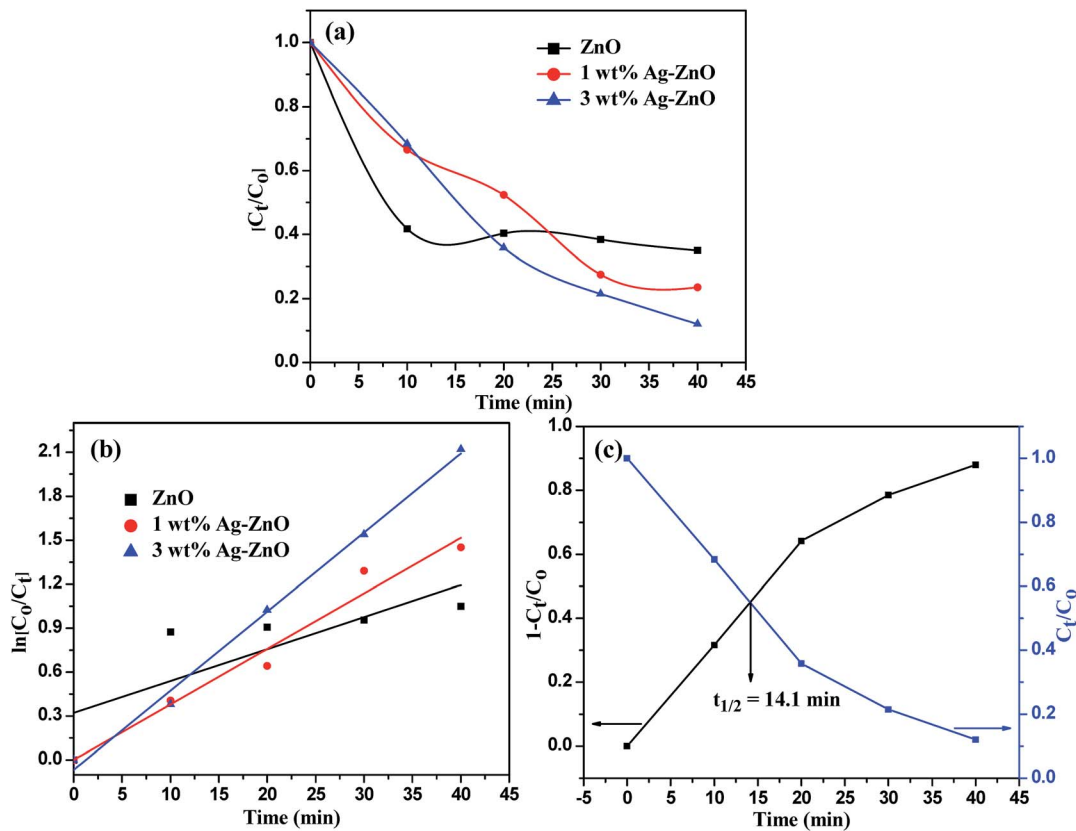 (a)
ZnO
1 wt% Ag-ZnO
3 wt% Ag-ZnO
[Ct/Co]
1.0
0.8
0.6
0.4
0.2
0.0
0 5 10 15 20 25 30 35 40 45
Time (min)
(b)
ZnO
1 wt% Ag-ZnO
3 wt% Ag-ZnO
ln[Co/Ct]
2.1
1.8
1.5
1.2
0.9
0.6
0.3
0.0
0 5 10 15 20 25 30 35 40 45
Time (min)
(c)
1-Ct/Co
1.0
0.8
0.6
0.4
0.2
0.0
t1/2 = 14.1 min
1.0
0.8
0.6
0.4
0.2
0.0
Ct/Co
-5 0 5 10 15 20 25 30 35 40 45
Time (min)